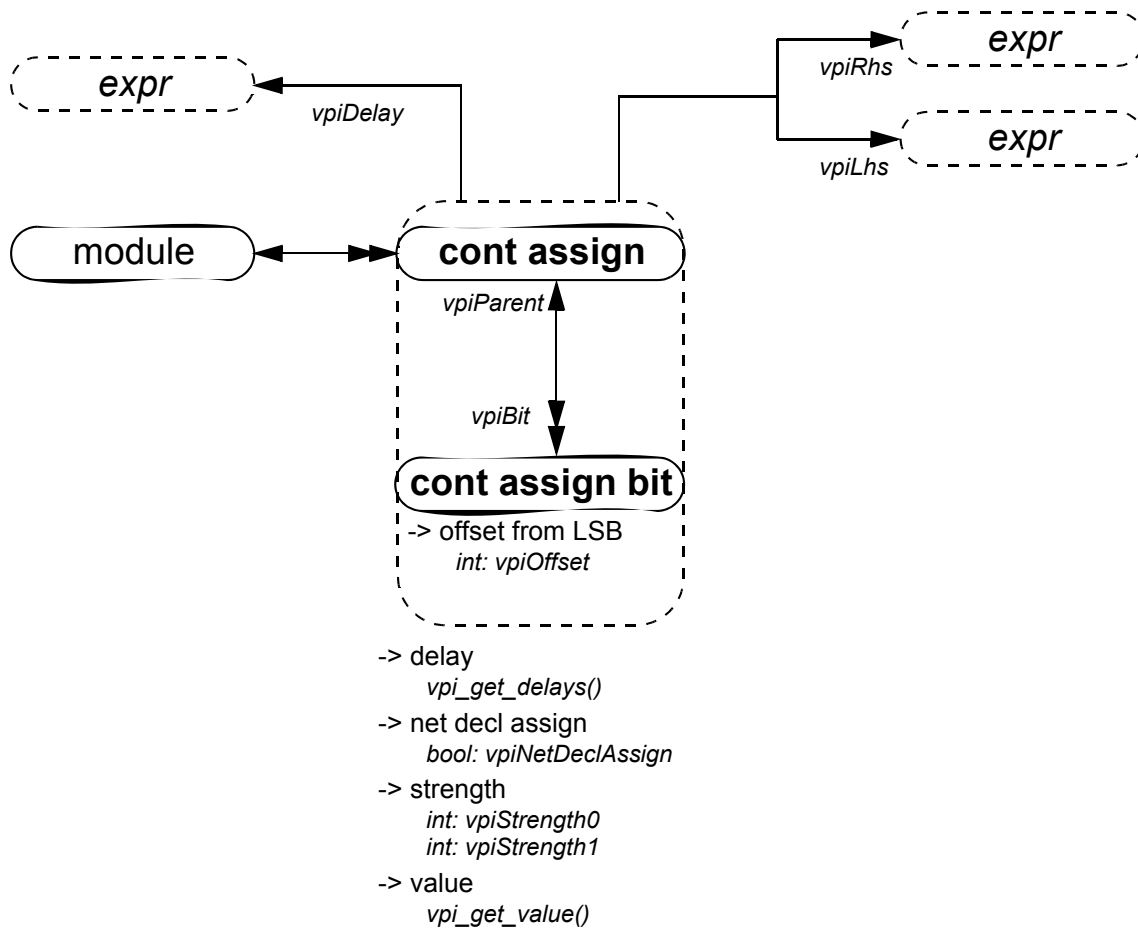 expr
vpiRhs
expr
vpiDelay
expr
vpiLhs
module
cont assign
vpiParent
vpiBit
cont assign bit
-> offset from LSB
int: vpiOffset
-> delay
vpi_get_delays()
-> net decl assign
bool: vpiNetDeclAssign
-> strength
int: vpiStrength0
int: vpiStrength1
-> value
vpi_get_value()